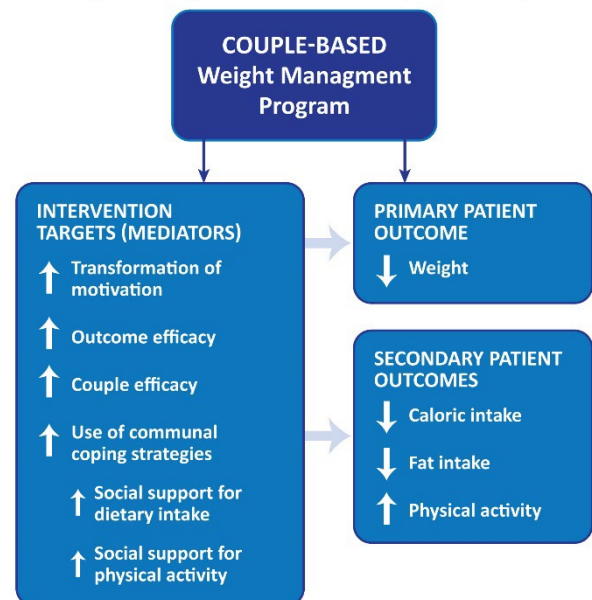 COUPLE-BASED
Weight Managment
Program
INTERVENTION
TARGETS (MEDIATORS)
Transformation of
motivation
Outcome efficacy
Couple efficacy
Use of communal
coping strategies
Social support for
dietary intake
Social support for
physical activity
PRIMARY PATIENT
OUTCOME
Weight
SECONDARY PATIENT
OUTCOMES
Caloric intake
Fat intake
Physical activity